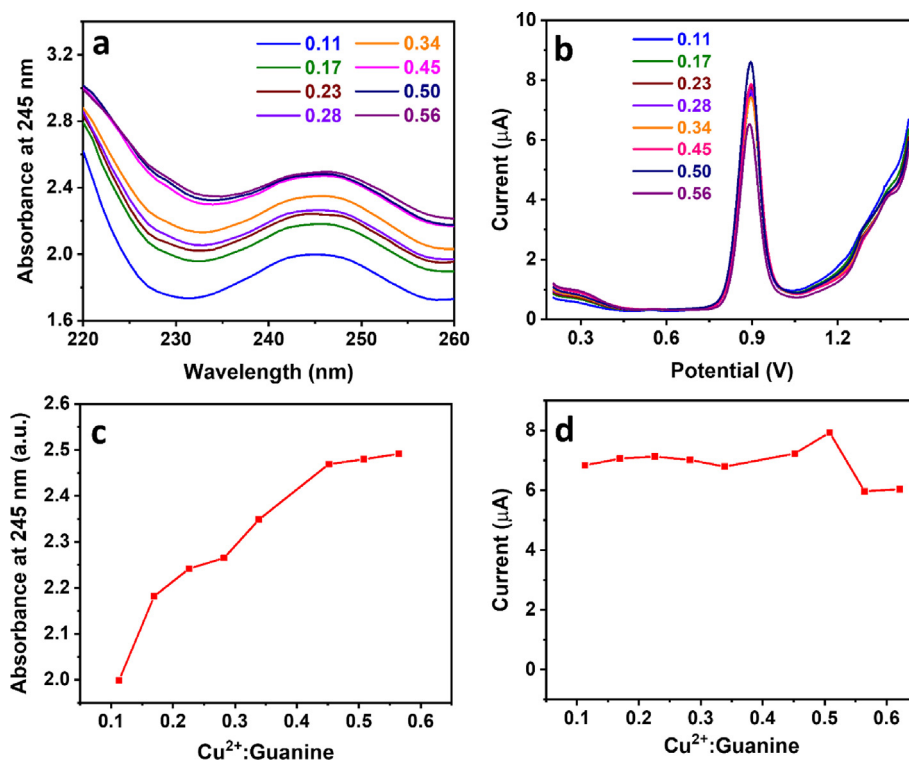 a
0.11 0.34
0.17 0.45
0.23 0.50
0.28 0.56
3.2
2.8
2.4
2.0
1.6
220 230 240 250 260
Absorbance at 245 nm
Wavelength (nm)
b
0.11
0.17
0.23
0.28
0.34
0.45
0.50
0.56
10
8
6
4
2
0
0.3 0.6 0.9 1.2
Current (μA)
Potential (V)
c
2.6
2.5
2.4
2.3
2.2
2.1
2.0
0.1 0.2 0.3 0.4 0.5 0.6
Absorbance at 245 nm (a.u.)
Cu²⁺:Guanine
d
8
6
4
2
0
0.1 0.2 0.3 0.4 0.5 0.6
Current (μA)
Cu²⁺:Guanine